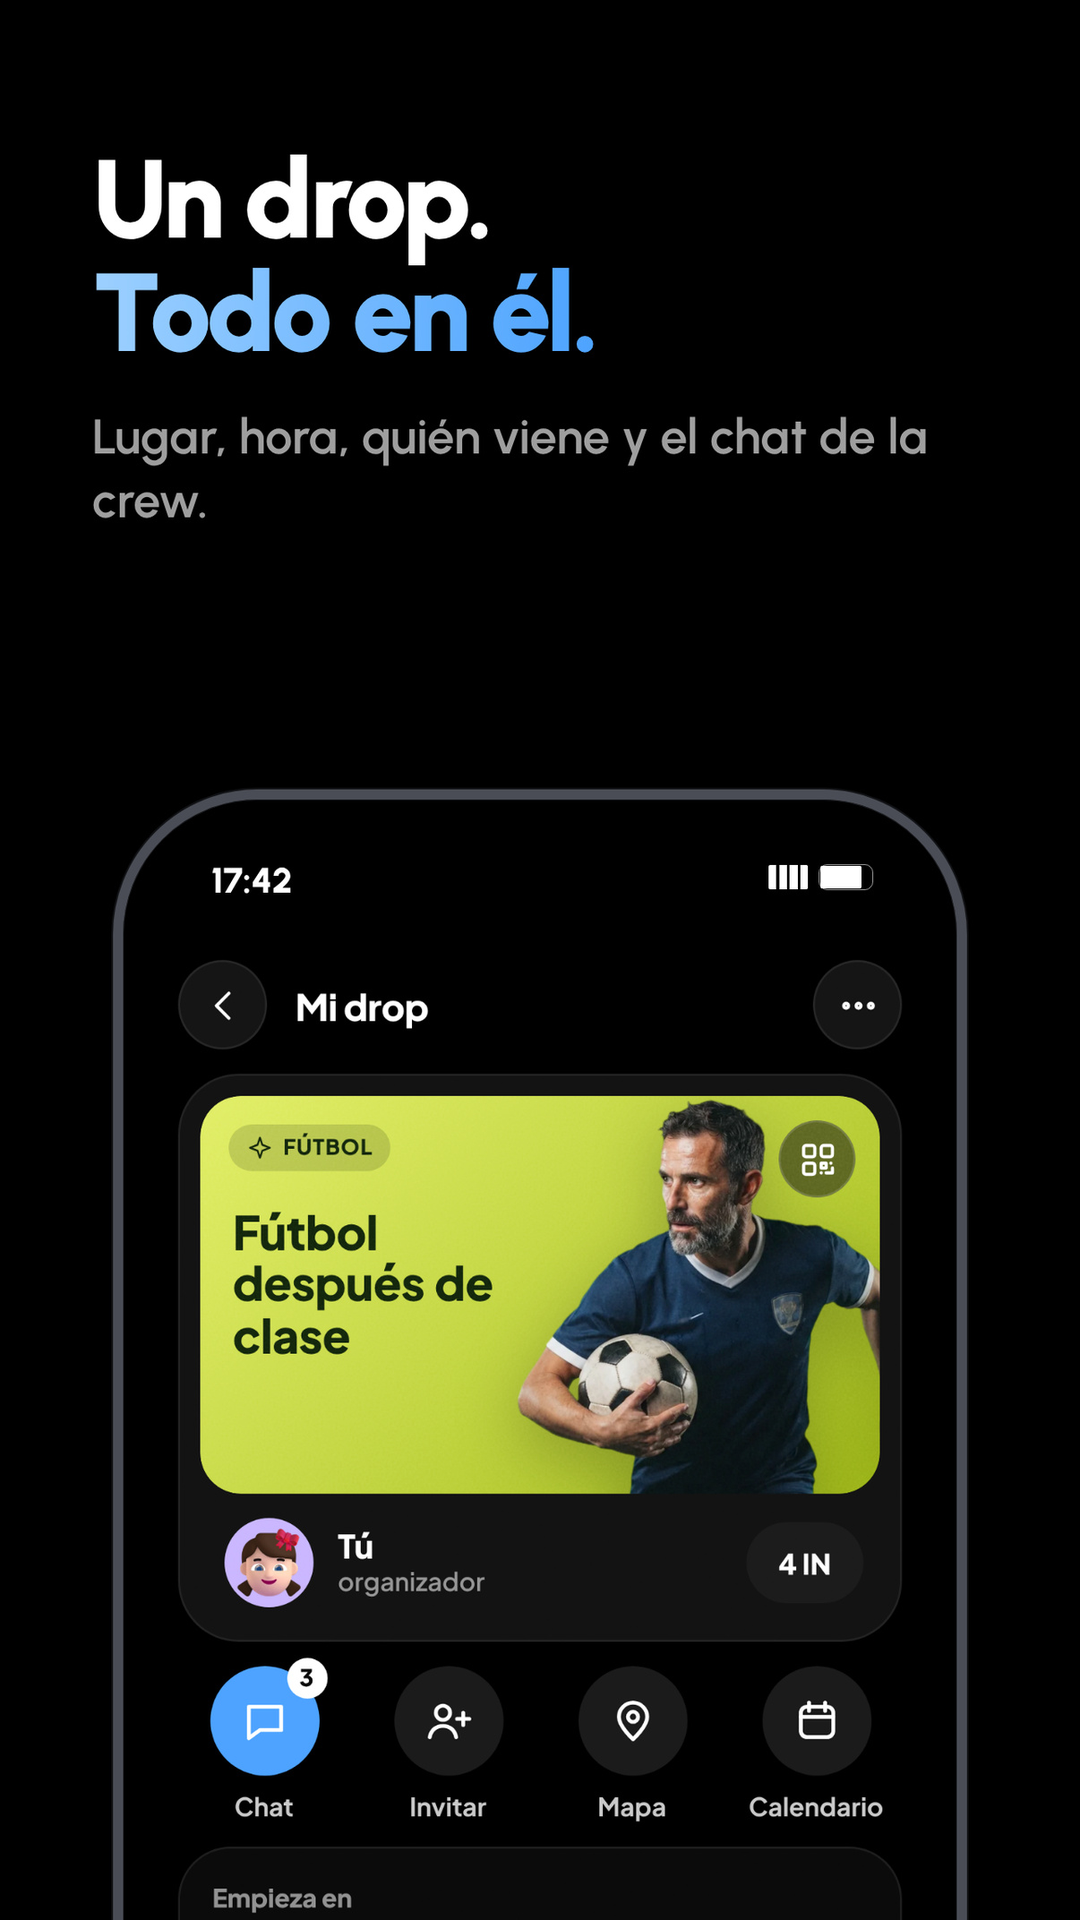 Un drop.
Todo en él.
Lugar, hora, quién viene y el chat de la
crew.
17:42
Mi drop
FÚTBOL
Fútbol
después de
clase
Tú
organizador
4 IN
3
Chat
Invitar
Mapa
Calendario
Empieza en